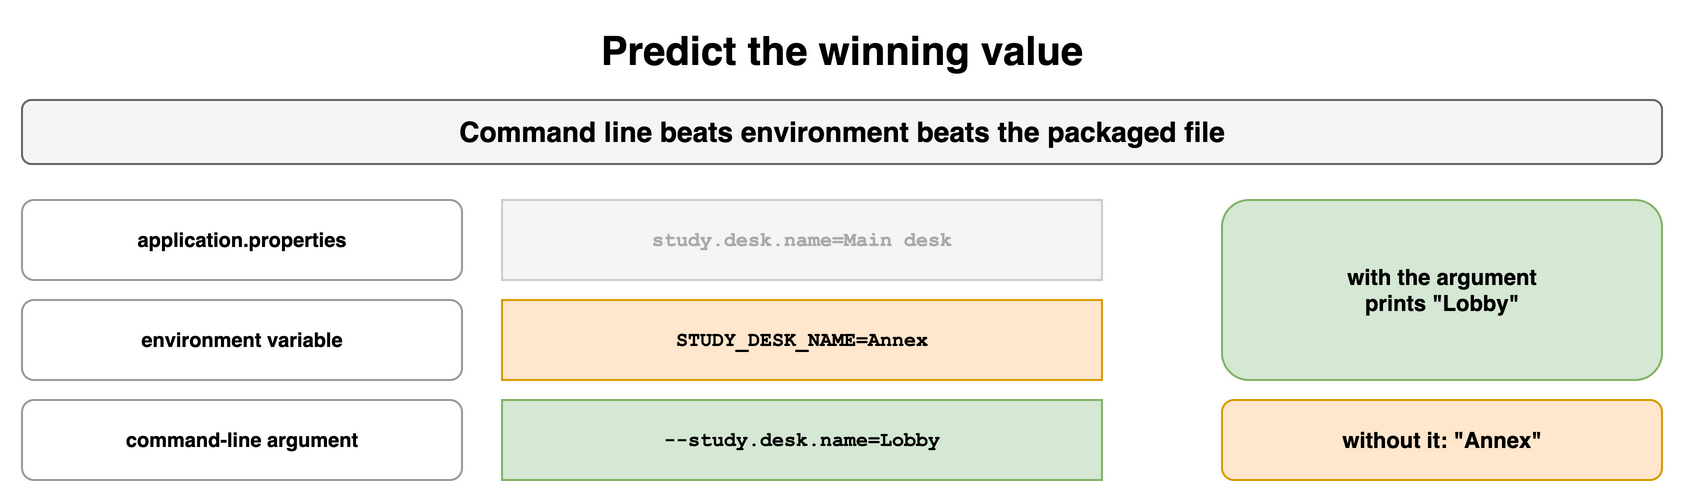 Predict the winning value
Command line beats environment beats the packaged file
application.properties
study.desk.name=Main desk
environment variable
STUDY_DESK_NAME=Annex
command-line argument
--study.desk.name=Lobby
with the argument
prints "Lobby"
without it: "Annex"